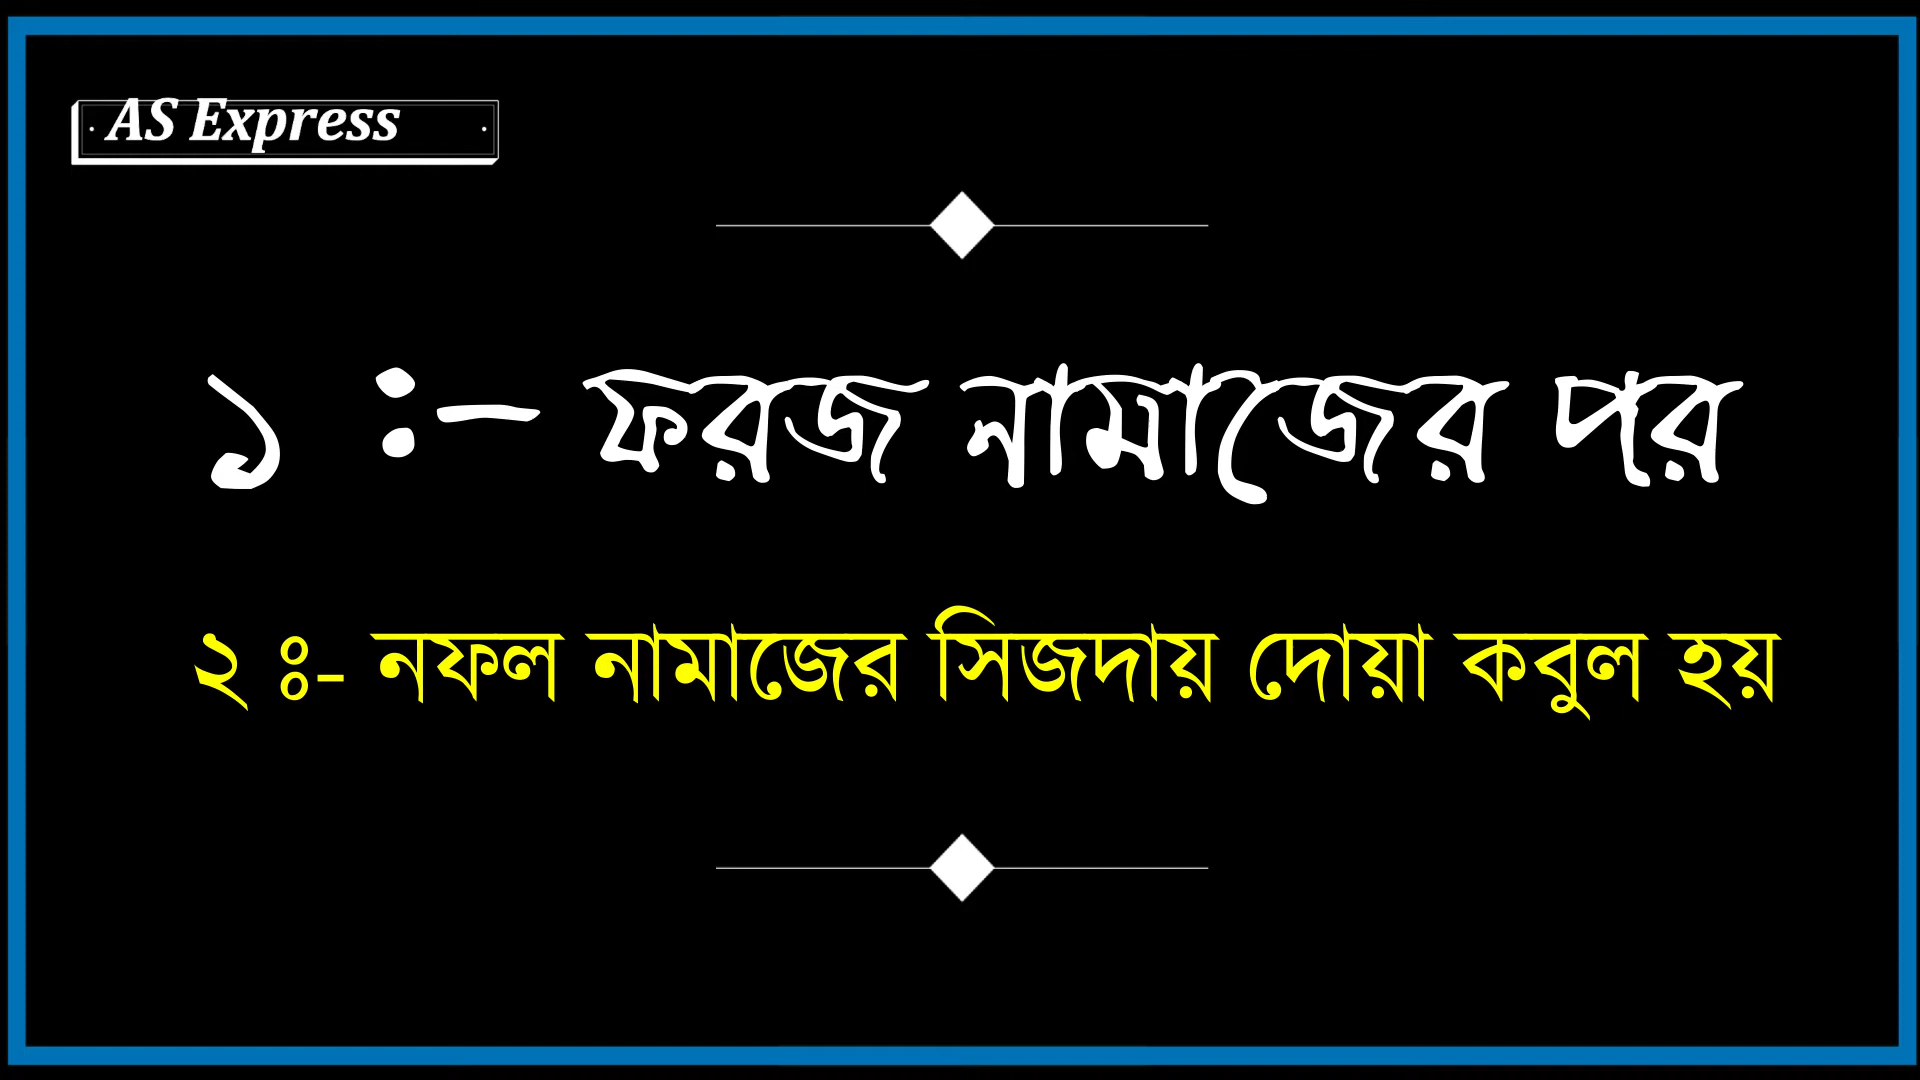 AS Express
১ :- ফরজ নামাজের পর
২ ঃ- নফল নামাজের সিজদায় দোয়া কবুল হয়